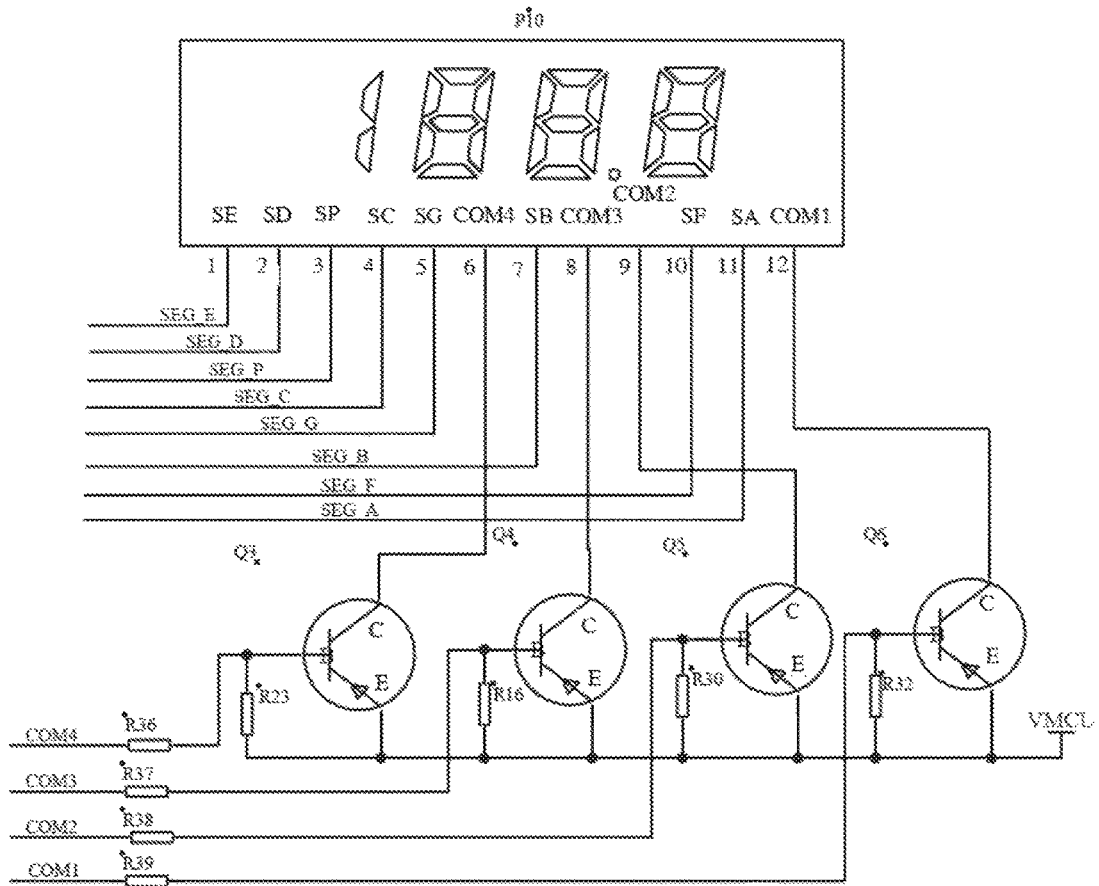 P10
COM2
SE SD SP SC SG COM4 SB COM3 SF SA COM1
1 2 3 4 5 6 7 8 9 10 11 12
SEG_E
SEG_D
SEG_P
SEG_C
SEG_G
SEG_B
SEG_F
SEG_A
Q3 Q4 Q5 Q6
C C C C
B B B B
E E E E
R23 R16 R30 R32
VMCL
COM4 R36
COM3 R37
COM2 R38
COM1 R39